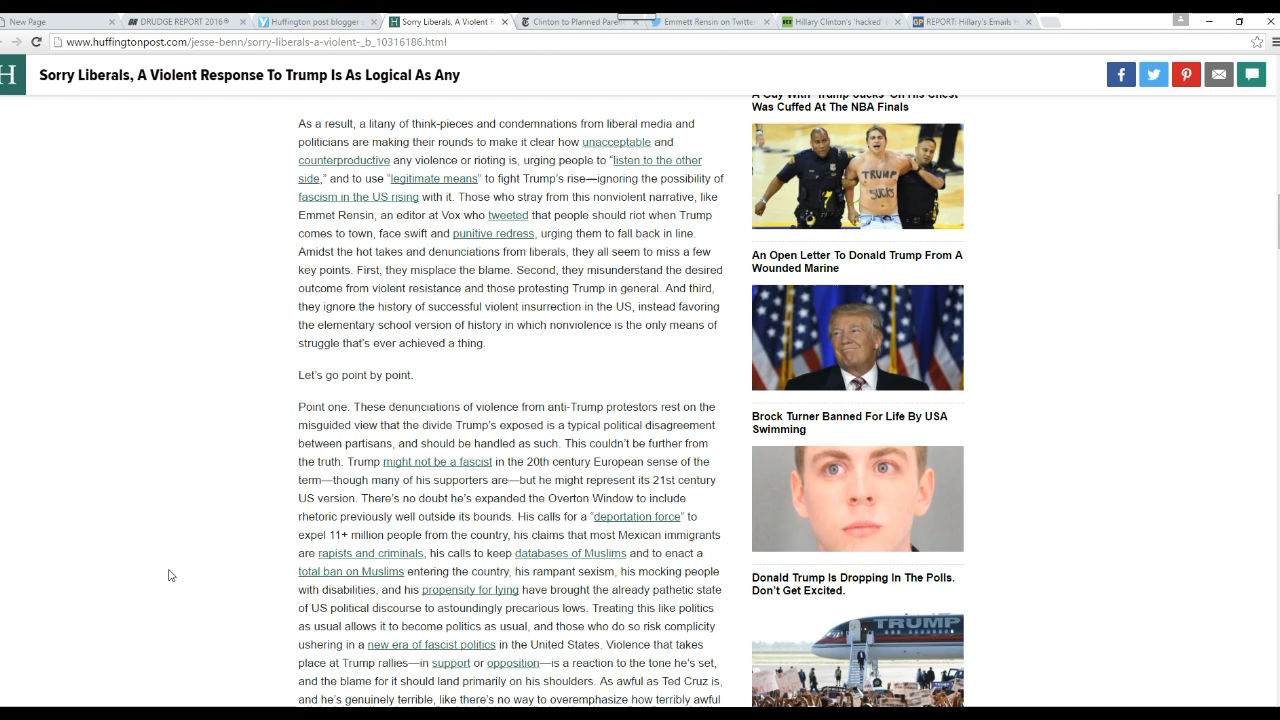 New Page
DRUDGE REPORT 2016®
Huffington post blogger
Sorry Liberals, A Violent R
Clinton to Planned Paren
Emmett Rensin on Twitter
Hillary Clinton's 'hacked' B
REPORT: Hillary's Emails H
www.huffingtonpost.com/jesse-benn/sorry-liberals-a-violent-_b_10316186.html
H
Sorry Liberals, A Violent Response To Trump Is As Logical As Any
As a result, a litany of think-pieces and condemnations from liberal media and
politicians are making their rounds to make it clear how unacceptable and
counterproductive any violence or rioting is, urging people to “listen to the other
side,” and to use “legitimate means” to fight Trump’s rise—ignoring the possibility of
fascism in the US rising with it. Those who stray from this nonviolent narrative, like
Emmet Rensin, an editor at Vox who tweeted that people should riot when Trump
comes to town, face swift and punitive redress, urging them to fall back in line.
Amidst the hot takes and denunciations from liberals, they all seem to miss a few
key points. First, they misplace the blame. Second, they misunderstand the desired
outcome from violent resistance and those protesting Trump in general. And third,
they ignore the history of successful violent insurrection in the US, instead favoring
the elementary school version of history in which nonviolence is the only means of
struggle that’s ever achieved a thing.
Let’s go point by point.
Point one. These denunciations of violence from anti-Trump protestors rest on the
misguided view that the divide Trump’s exposed is a typical political disagreement
between partisans, and should be handled as such. This couldn’t be further from
the truth. Trump might not be a fascist in the 20th century European sense of the
term—though many of his supporters are—but he might represent its 21st century
US version. There’s no doubt he’s expanded the Overton Window to include
rhetoric previously well outside its bounds. His calls for a “deportation force” to
expel 11+ million people from the country, his claims that most Mexican immigrants
are rapists and criminals, his calls to keep databases of Muslims and to enact a
total ban on Muslims entering the country, his rampant sexism, his mocking people
with disabilities, and his propensity for lying have brought the already pathetic state
of US political discourse to astoundingly precarious lows. Treating this like politics
as usual allows it to become politics as usual, and those who do so risk complicity
ushering in a new era of fascist politics in the United States. Violence that takes
place at Trump rallies—in support or opposition—is a reaction to the tone he’s set,
and the blame for it should land primarily on his shoulders. As awful as Ted Cruz is,
and he’s genuinely terrible, like there’s no way to overemphasize how terribly awful
A Guy With 'Trump Sucks' On His Chest
Was Cuffed At The NBA Finals
TRUMP
SUCKS
An Open Letter To Donald Trump From A
Wounded Marine
Brock Turner Banned For Life By USA
Swimming
Donald Trump Is Dropping In The Polls.
Don’t Get Excited.
TRUMP